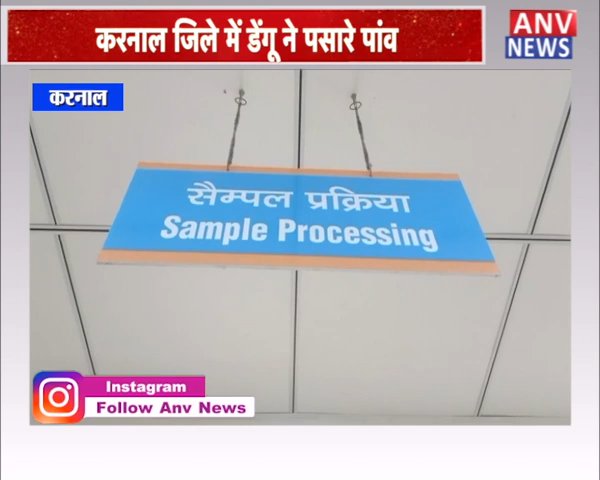 करनाल जिले में डेंगू ने पसारे पांव
ANV
NEWS
करनाल
सैम्पल प्रक्रिया
Sample Processing
Instagram
Follow Anv News